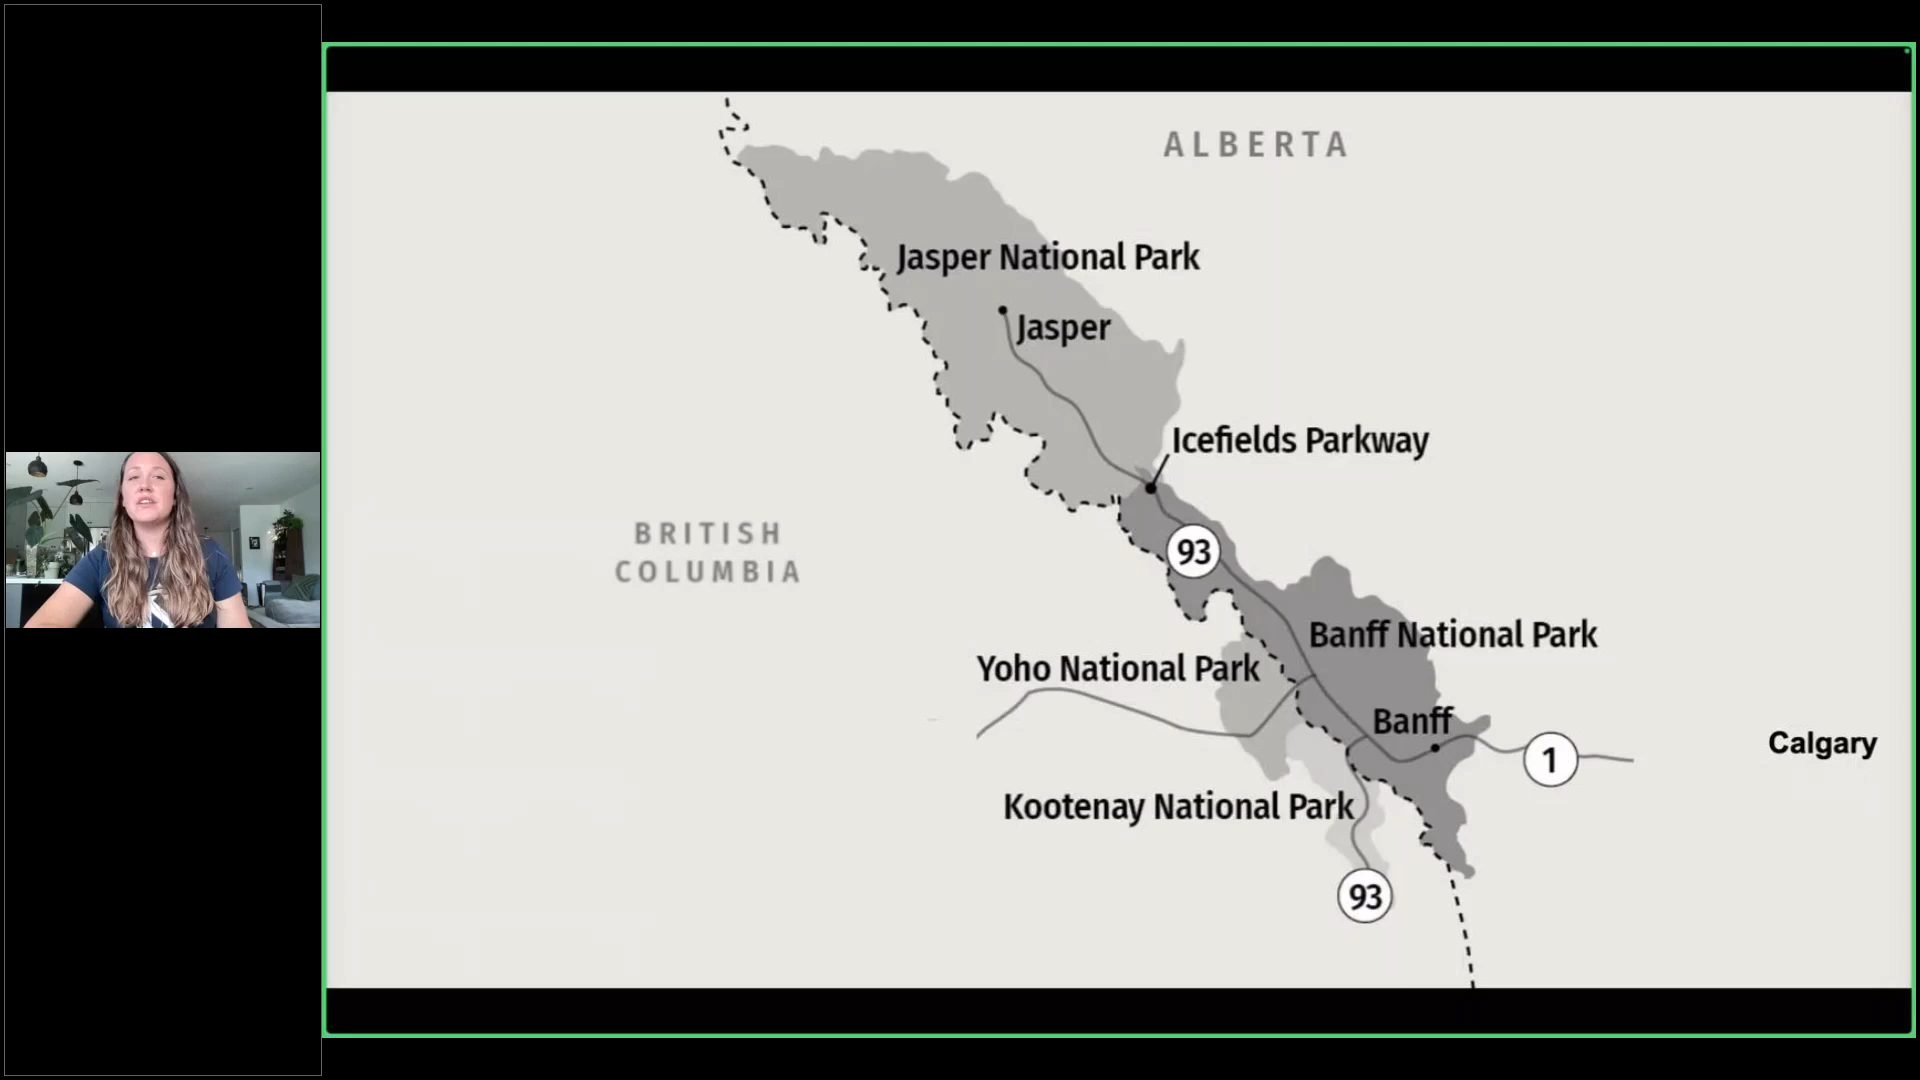 ALBERTA
Jasper National Park
Jasper
Icefields Parkway
BRITISH
COLUMBIA
93
Banff National Park
Yoho National Park
Banff
1
Calgary
Kootenay National Park
93